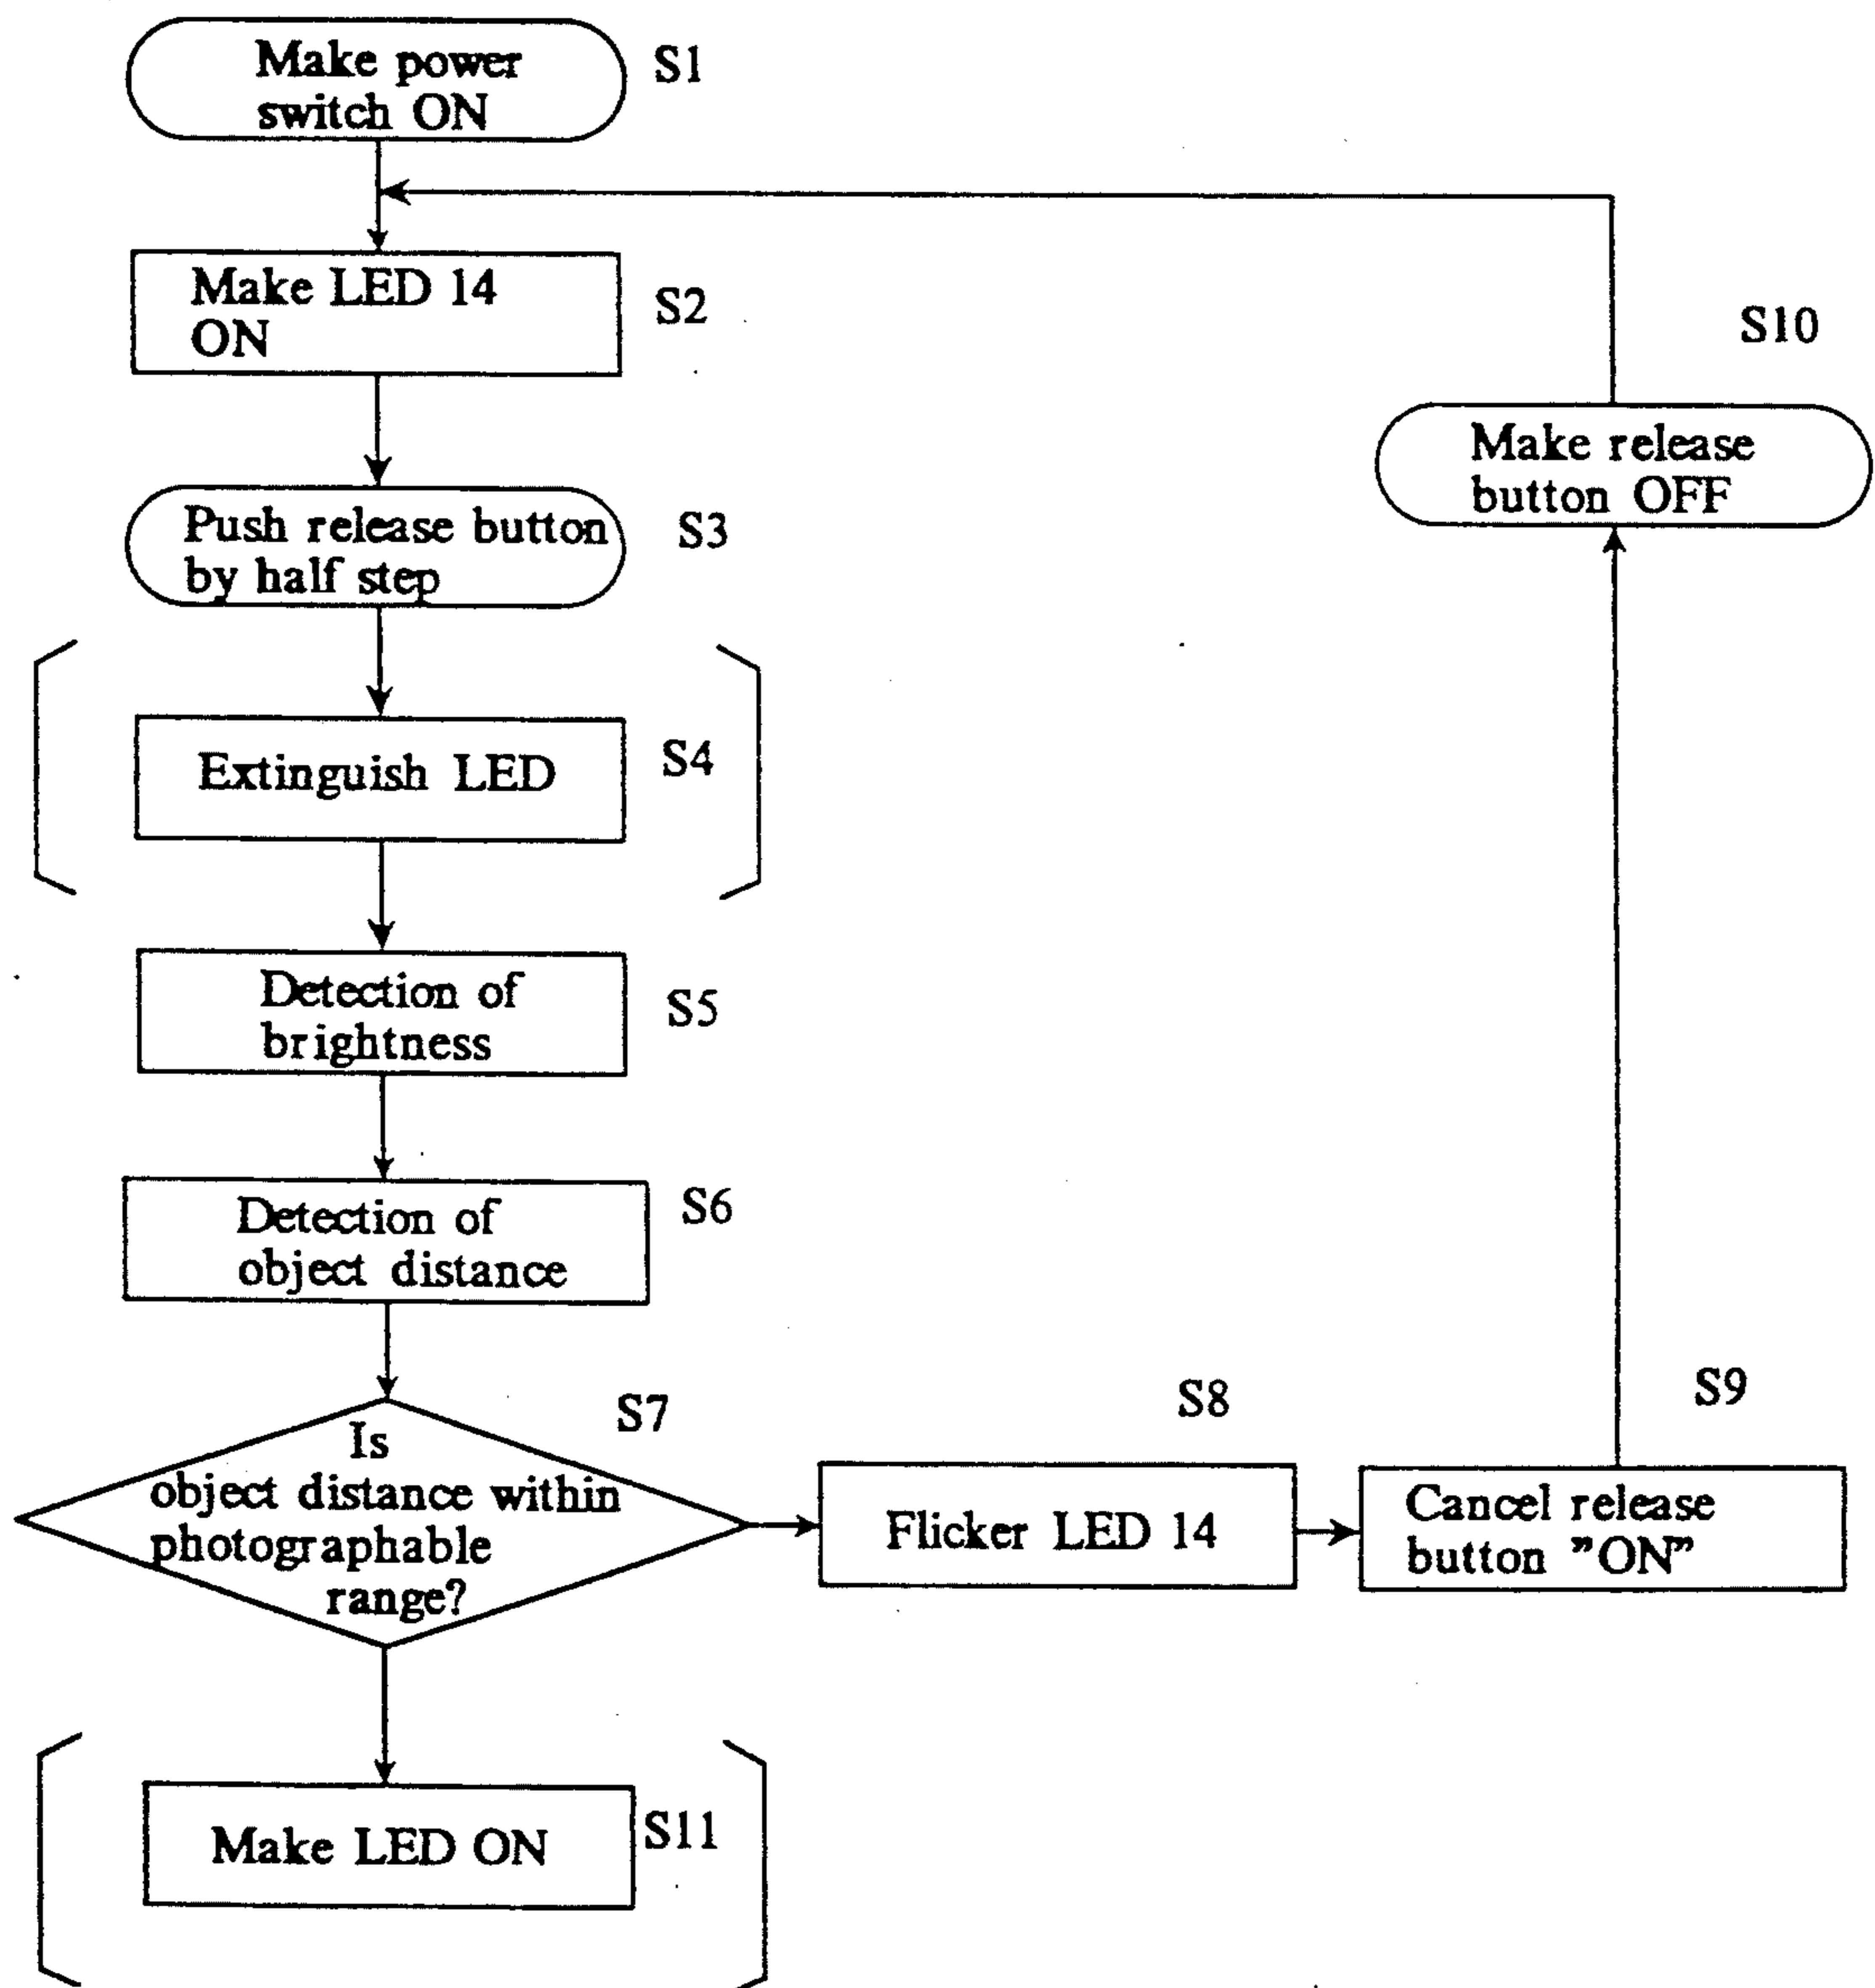 Make power
switch ON
S1
Make LED 14
ON
S2
S10
Make release
button OFF
Push release button
by half step
S3
Extinguish LED
S4
Detection of
brightness
S5
Detection of
object distance
S6
Is
object distance within
photographable
range?
S7
S8
Flicker LED 14
S9
Cancel release
button "ON"
Make LED ON
S11